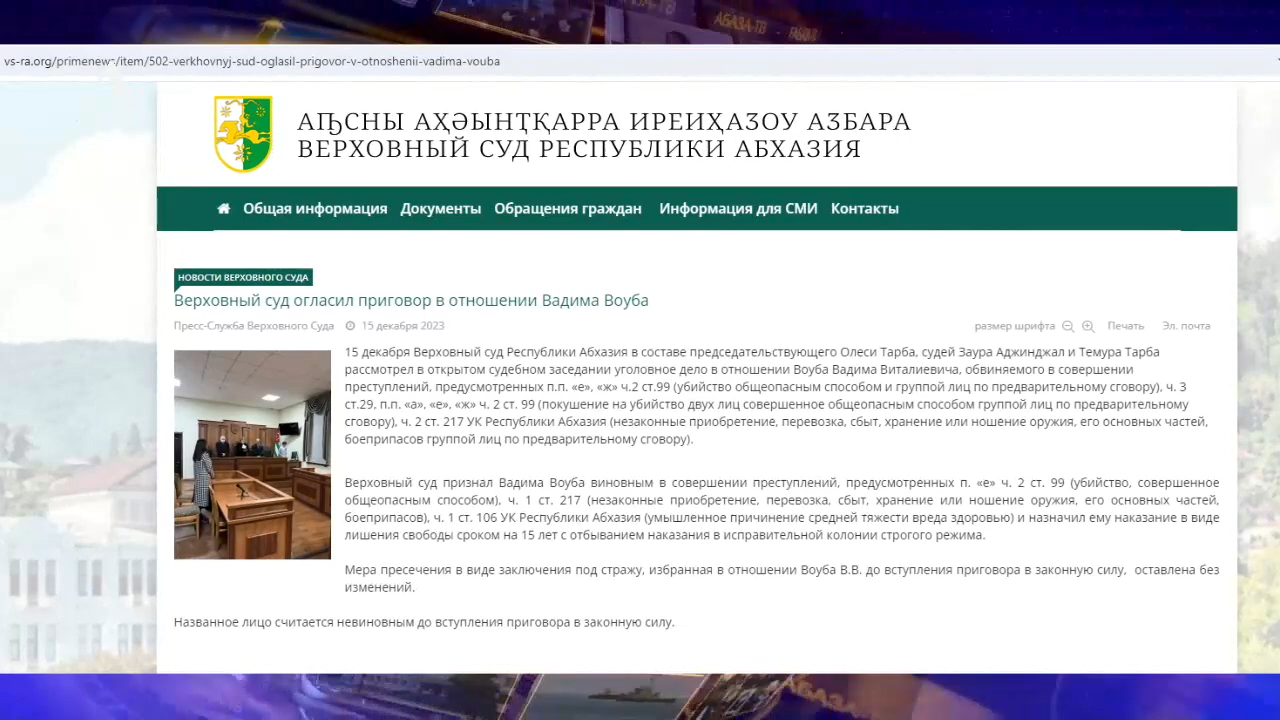 АБАЗА-ТВ
vs-ra.org/primenew-/item/502-verkhovnyj-sud-oglasil-prigovor-v-otnoshenii-vadima-vouba
АԤСНЫ АҲӘЫНҬҚАРРА ИРЕИҲАӠОУ АӠБАРА
ВЕРХОВНЫЙ СУД РЕСПУБЛИКИ АБХАЗИЯ
Общая информация Документы Обращения граждан Информация для СМИ Контакты
НОВОСТИ ВЕРХОВНОГО СУДА
Верховный суд огласил приговор в отношении Вадима Воуба
Пресс-Служба Верховного Суда 15 декабря 2023 размер шрифта Печать Эл. почта
15 декабря Верховный суд Республики Абхазия в составе председательствующего Олеси Тарба, судей Заура Аджинджал и Темура Тарба
рассмотрел в открытом судебном заседании уголовное дело в отношении Воуба Вадима Виталиевича, обвиняемого в совершении
преступлений, предусмотренных п.п. «е», «ж» ч.2 ст.99 (убийство общеопасным способом и группой лиц по предварительному сговору), ч. 3
ст.29, п.п. «а», «е», «ж» ч. 2 ст. 99 (покушение на убийство двух лиц совершенное общеопасным способом группой лиц по предварительному
сговору), ч. 2 ст. 217 УК Республики Абхазия (незаконные приобретение, перевозка, сбыт, хранение или ношение оружия, его основных частей,
боеприпасов группой лиц по предварительному сговору).
Верховный суд признал Вадима Воуба виновным в совершении преступлений, предусмотренных п. «е» ч. 2 ст. 99 (убийство, совершенное
общеопасным способом), ч. 1 ст. 217 (незаконные приобретение, перевозка, сбыт, хранение или ношение оружия, его основных частей,
боеприпасов), ч. 1 ст. 106 УК Республики Абхазия (умышленное причинение средней тяжести вреда здоровью) и назначил ему наказание в виде
лишения свободы сроком на 15 лет с отбыванием наказания в исправительной колонии строгого режима.
Мера пресечения в виде заключения под стражу, избранная в отношении Воуба В.В. до вступления приговора в законную силу, оставлена без
изменений.
Названное лицо считается невиновным до вступления приговора в законную силу.